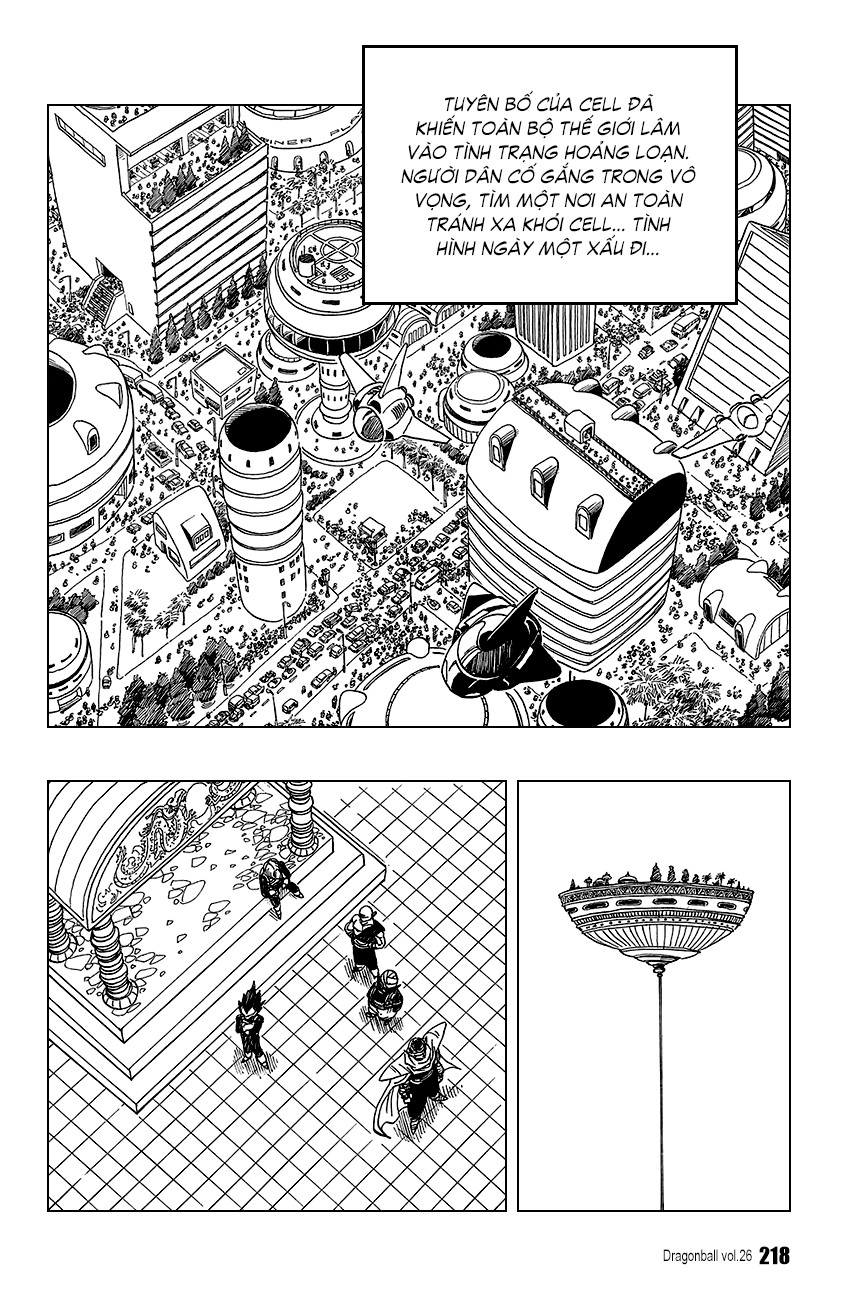 TUYÊN BỐ CỦA CELL ĐÃ
KHIẾN TOÀN BỘ THẾ GIỚI LÂM
VÀO TÌNH TRẠNG HOẢNG LOẠN.
NGƯỜI DÂN CỐ GẮNG TRONG VÔ
VỌNG, TÌM MỘT NƠI AN TOÀN
TRÁNH XA KHỎI CELL... TÌNH
HÌNH NGÀY MỘT XẤU ĐI...
Dragonball vol.26 218